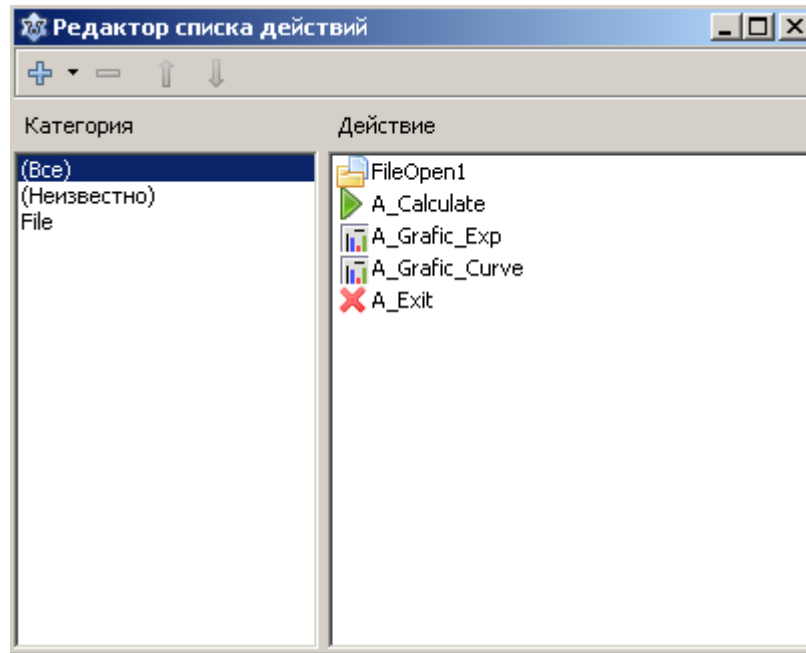 Редактор списка действий
Категория
Действие
(Все)
(Неизвестно)
File
FileOpen1
A_Calculate
A_Grafic_Exp
A_Grafic_Curve
A_Exit